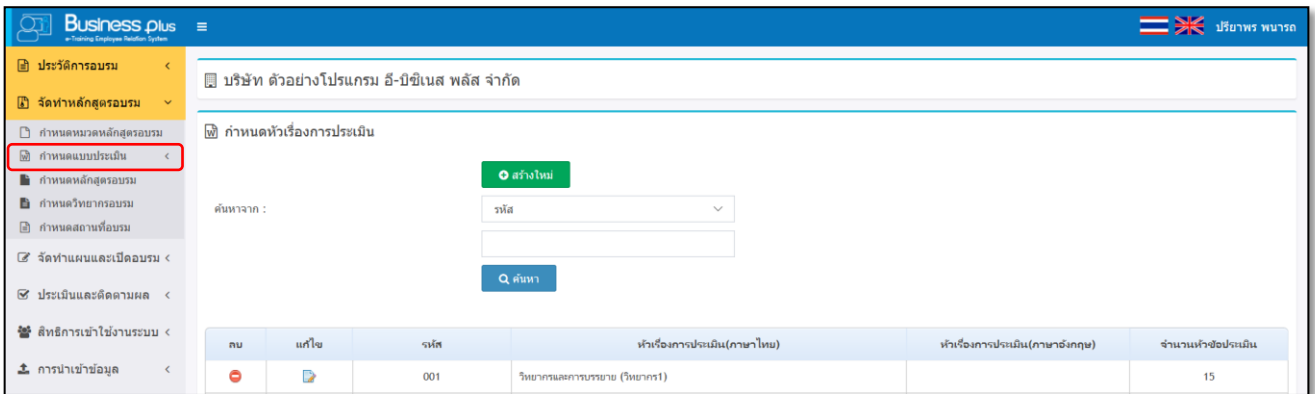 Business Plus
e-Training Employee Relation System
ปรียาพร พนารถ
ประวัติการอบรม
จัดทำหลักสูตรอบรม
กำหนดหมวดหลักสูตรอบรม
กำหนดแบบประเมิน
กำหนดหลักสูตรอบรม
กำหนดวิทยากรอบรม
กำหนดสถานที่อบรม
จัดทำแผนและเปิดอบรม
ประเมินและติดตามผล
สิทธิการเข้าใช้งานระบบ
การนำเข้าข้อมูล
บริษัท ตัวอย่างโปรแกรม อี-บิซิเนส พลัส จำกัด
กำหนดหัวเรื่องการประเมิน
สร้างใหม่
ค้นหาจาก : รหัส
ค้นหา
ลบ แก้ไข รหัส หัวเรื่องการประเมิน(ภาษาไทย) หัวเรื่องการประเมิน(ภาษาอังกฤษ) จำนวนหัวข้อประเมิน
001 วิทยากรและการบรรยาย (วิทยากร1) 15